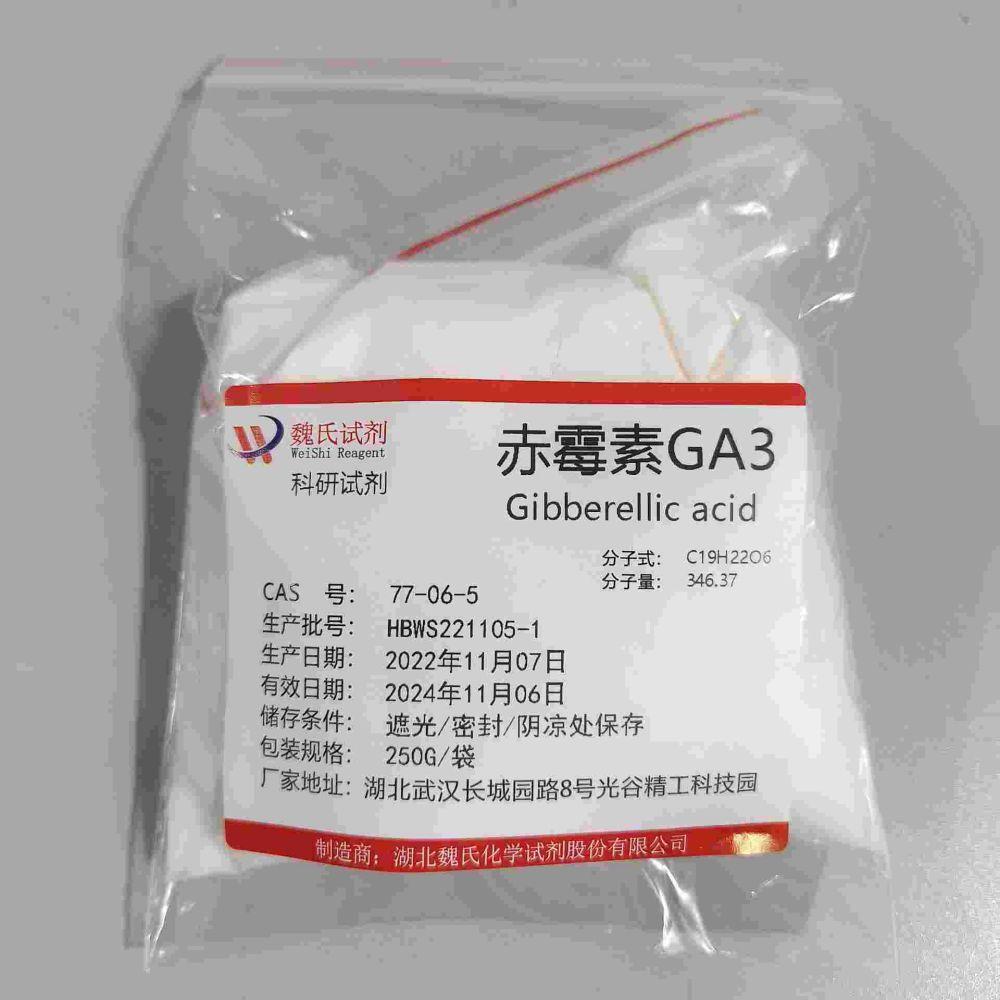 魏氏试剂
WeiShi Reagent
科研试剂
赤霉素GA3
Gibberellic acid
分子式： C19H22O6
分子量： 346.37
CAS 号： 77-06-5
生产批号： HBWS221105-1
生产日期： 2022年11月07日
有效日期： 2024年11月06日
储存条件： 遮光/密封/阴凉处保存
包装规格： 250G/袋
厂家地址：湖北武汉长城园路8号光谷精工科技园
制造商：湖北魏氏化学试剂股份有限公司